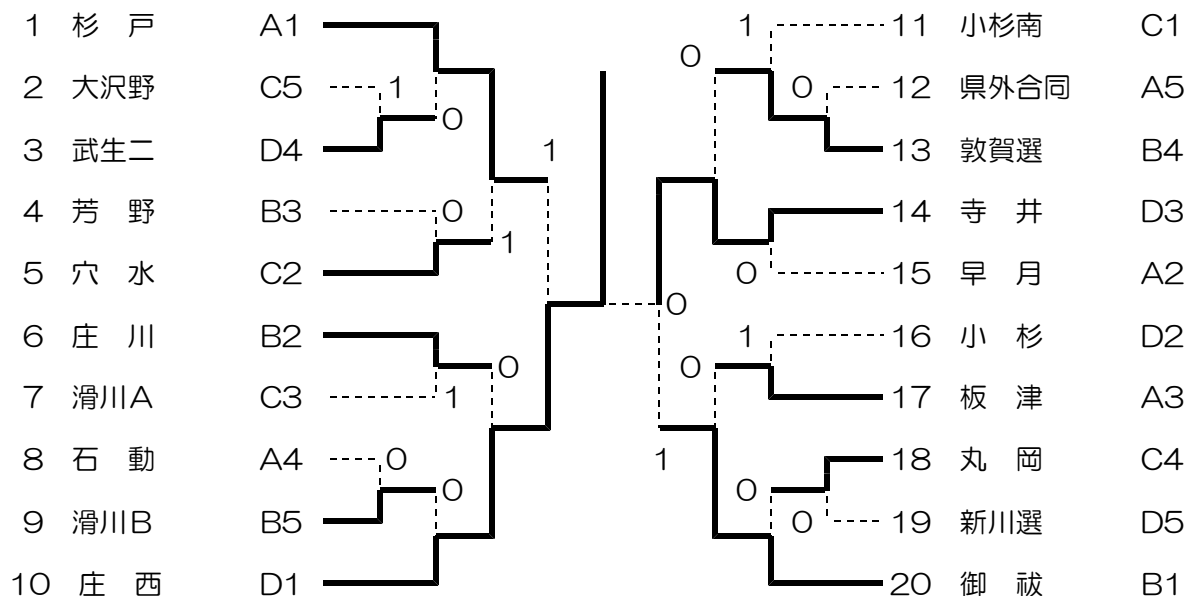 1 杉 戸 A1
2 大沢野 C5 1
0
3 武生二 D4
1
4 芳 野 B3 0
1
5 穴 水 C2
6 庄 川 B2
0
7 滑川A C3 1
8 石 動 A4 0
0
9 滑川B B5
10 庄 西 D1
1 11 小杉南 C1
0
0 12 県外合同 A5
13 敦賀選 B4
14 寺 井 D3
0 15 早 月 A2
0
1 16 小 杉 D2
0
17 板 津 A3
1 18 丸 岡 C4
0
0 19 新川選 D5
20 御 祓 B1